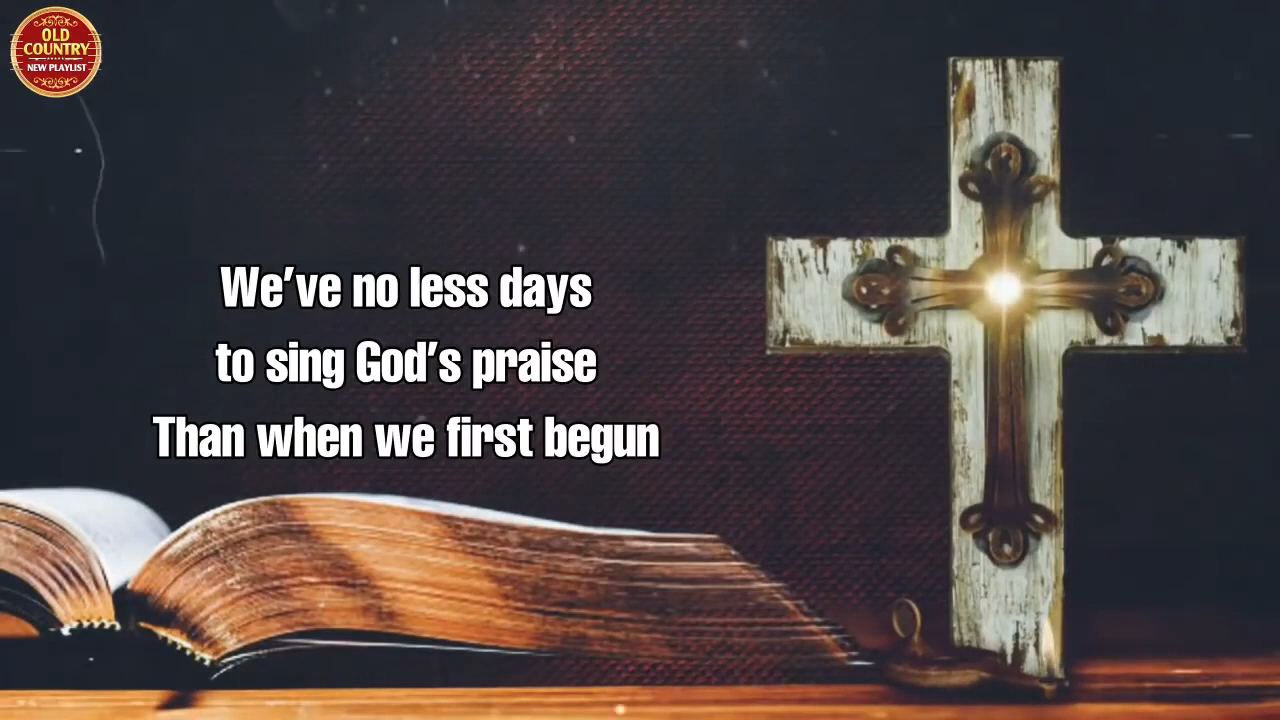 OLD
COUNTRY
NEW PLAYLIST
We've no less days
to sing God's praise
Than when we first begun